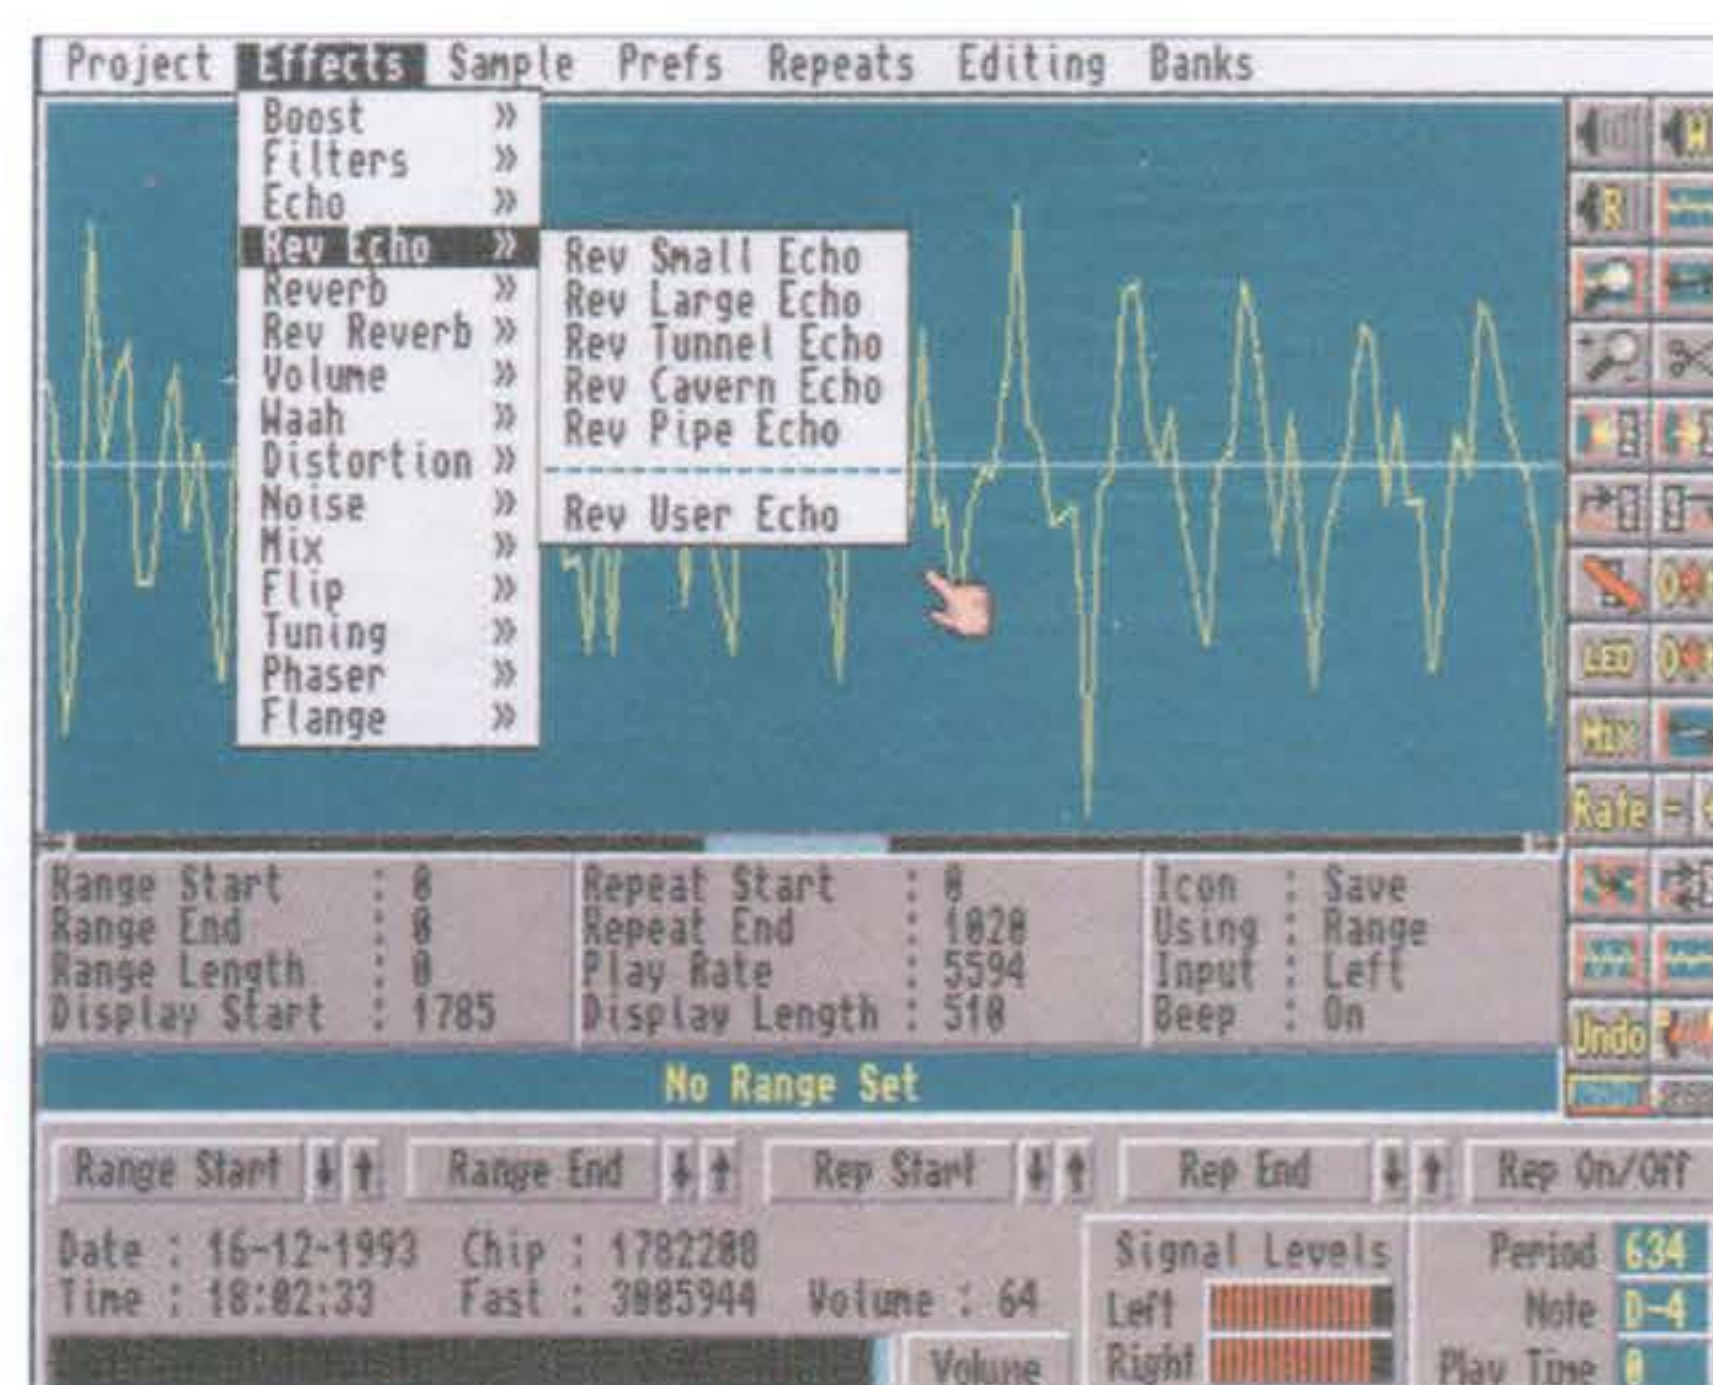 Project Effects Sample Prefs Repeats Editing Banks
Boost »
Filters »
Echo »
Rev Echo »
Reverb »
Rev Reverb »
Volume »
Waah »
Distortion »
Noise »
Mix »
Flip »
Tuning »
Phaser »
Flange »
Rev Small Echo
Rev Large Echo
Rev Tunnel Echo
Rev Cavern Echo
Rev Pipe Echo
Rev User Echo
R
LED
Mix
Rate - +
Undo
Range Start : 0
Range End : 0
Range Length : 0
Display Start : 1785
Repeat Start : 0
Repeat End : 1020
Play Rate : 5594
Display Length : 510
Icon : Save
Using : Range
Input : Left
Beep : On
No Range Set
Range Start Range End Rep Start Rep End Rep On/Off
Date : 16-12-1993 Chip : 1782208
Time : 18:02:33 Fast : 3005944 Volume : 64
Volume
Signal Levels
Left
Right
Period 634
Note D-4
Play Time 0